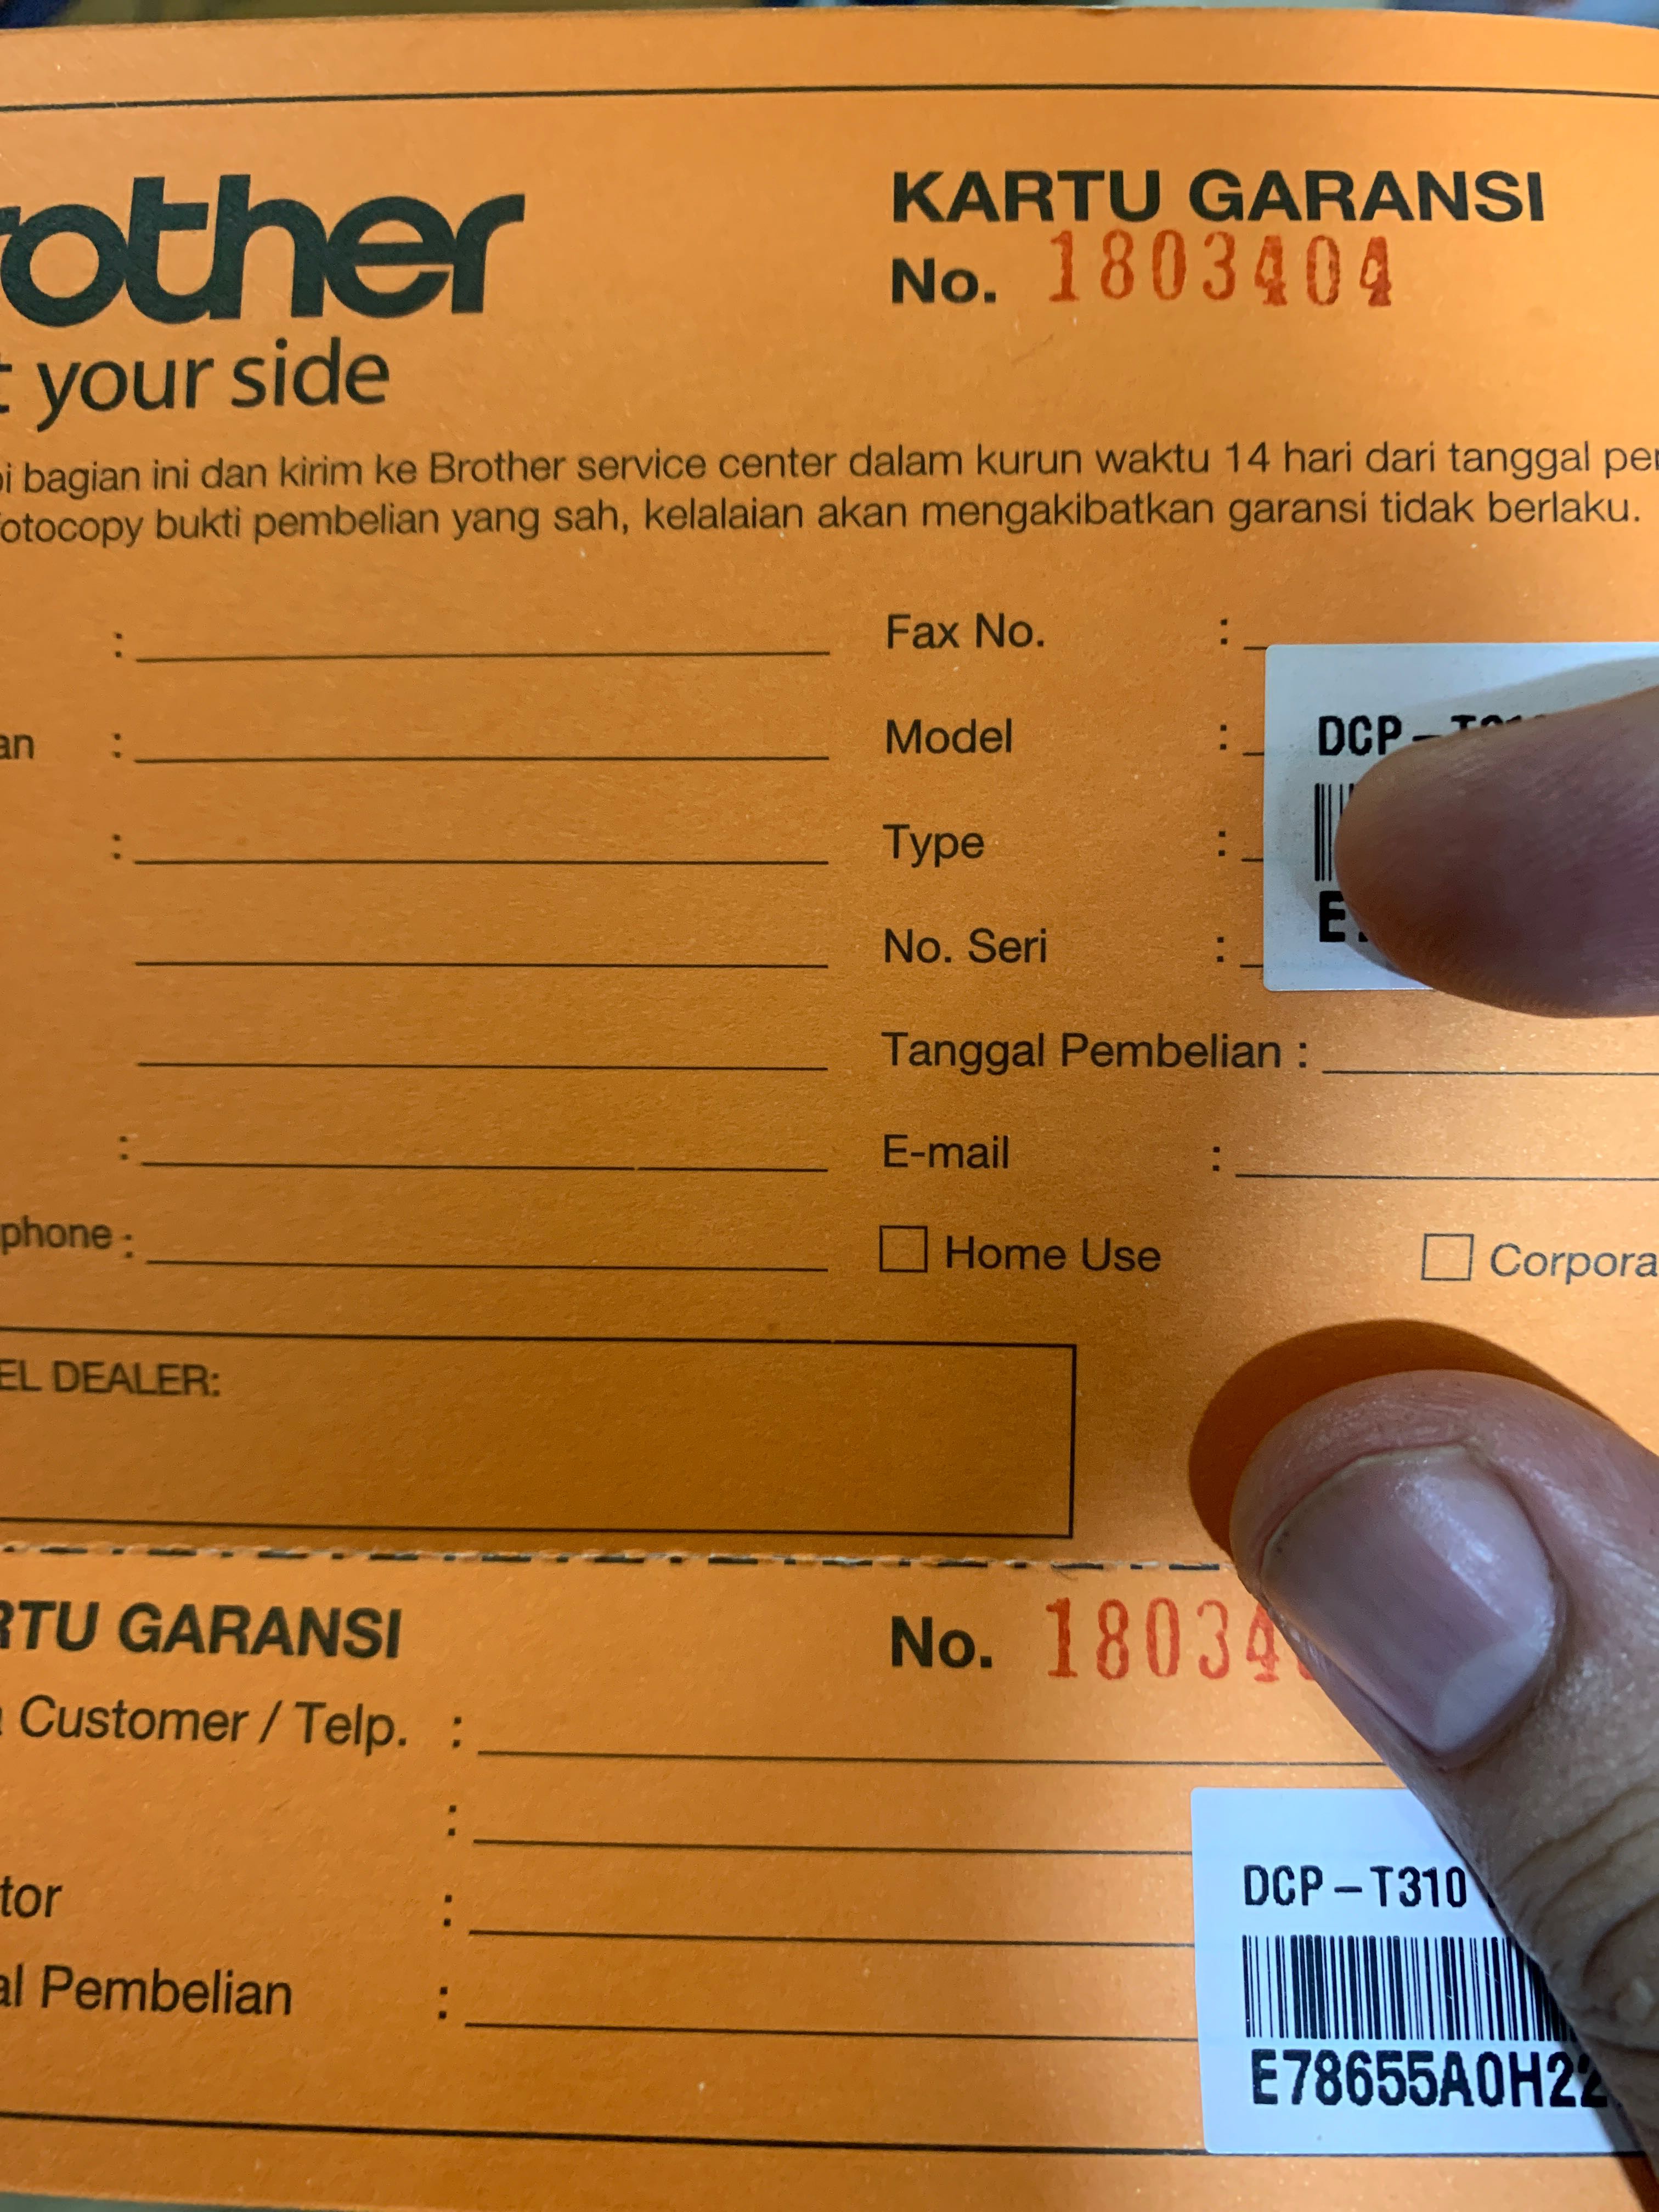 rother
KARTU GARANSI
No. 1803404
t your side
bagian ini dan kirim ke Brother service center dalam kurun waktu 14 hari dari tanggal
fotocopy bukti pembelian yang sah, kelalaian akan mengakibatkan garansi tidak berlaku.
: Fax No. :
an : Model : DCP-
: Type :
No. Seri : E
Tanggal Pembelian :
: E-mail :
phone : Home Use Corpora
EL DEALER:
RTU GARANSI No. 18034
Customer / Telp. :
:
tor : DCP-T310
al Pembelian :
E78655A0H22